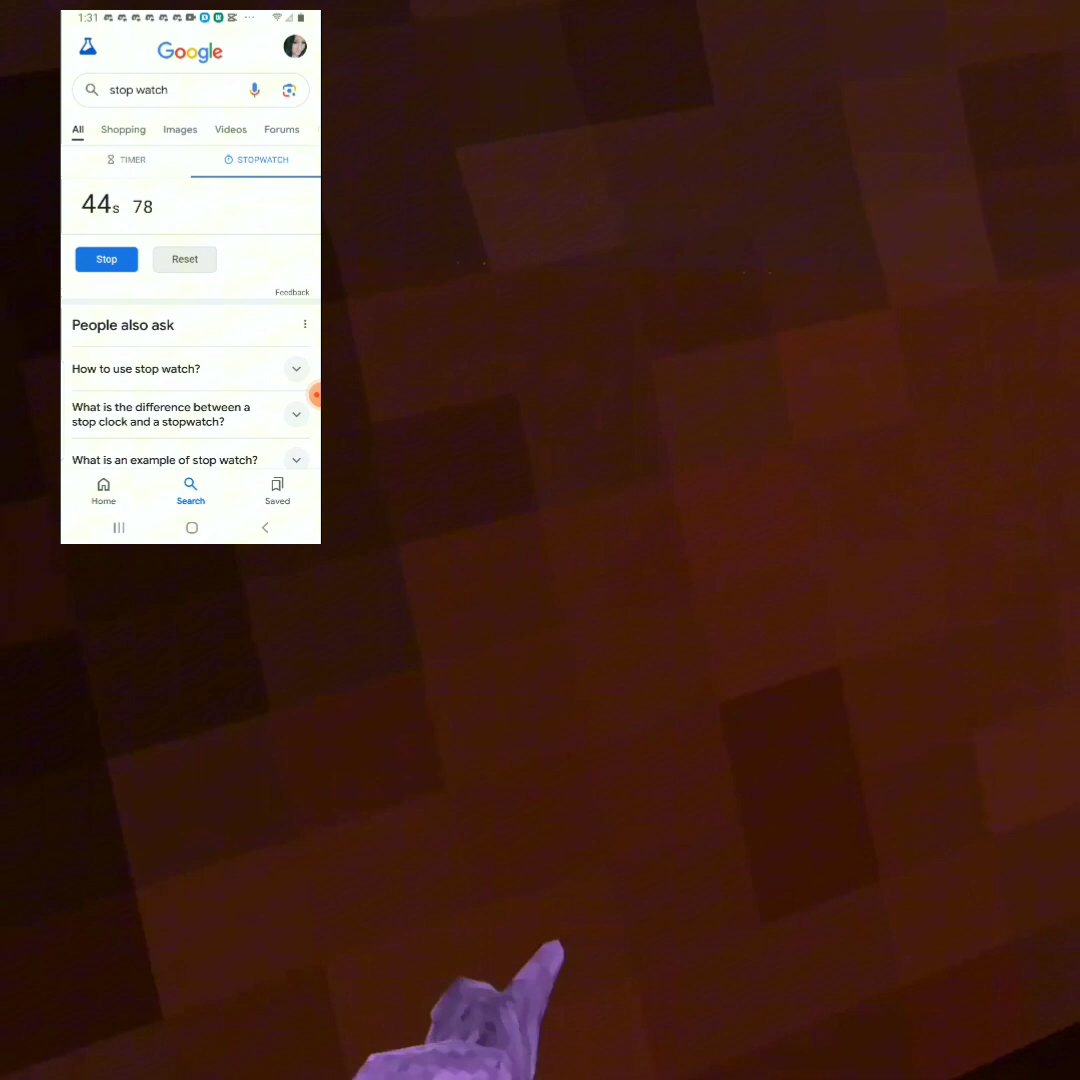 1:31
Google
stop watch
All Shopping Images Videos Forums
TIMER STOPWATCH
44s 78
Stop Reset
Feedback
People also ask
How to use stop watch?
What is the difference between a
stop clock and a stopwatch?
What is an example of stop watch?
Home Search Saved